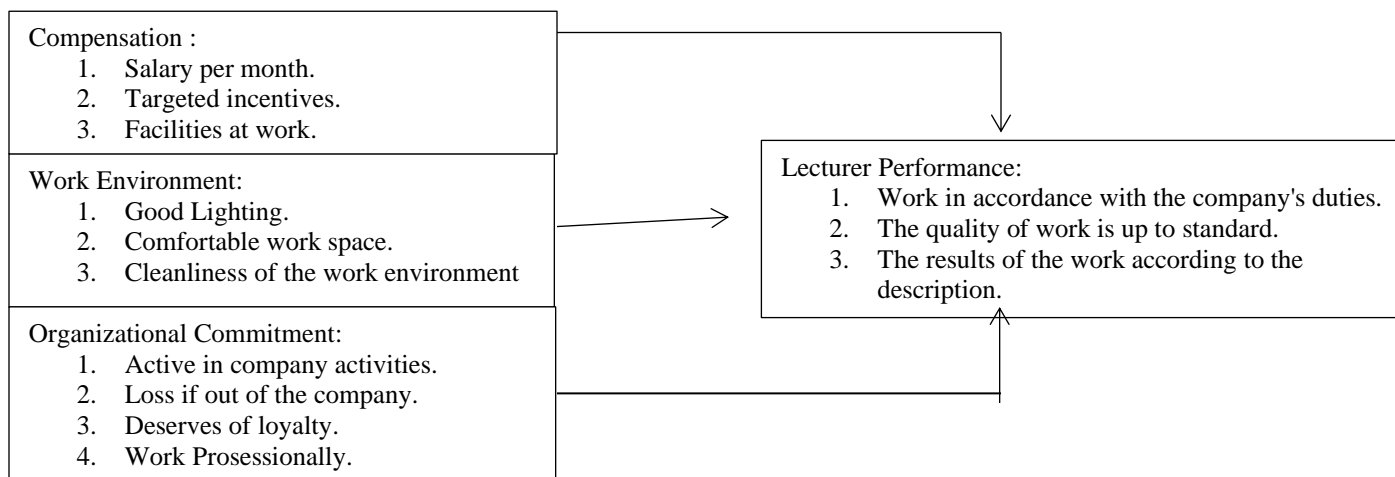 Compensation :
1. Salary per month.
2. Targeted incentives.
3. Facilities at work.
Work Environment:
1. Good Lighting.
2. Comfortable work space.
3. Cleanliness of the work environment
Organizational Commitment:
1. Active in company activities.
2. Loss if out of the company.
3. Deserves of loyalty.
4. Work Prosessionally.
Lecturer Performance:
1. Work in accordance with the company's duties.
2. The quality of work is up to standard.
3. The results of the work according to the
description.